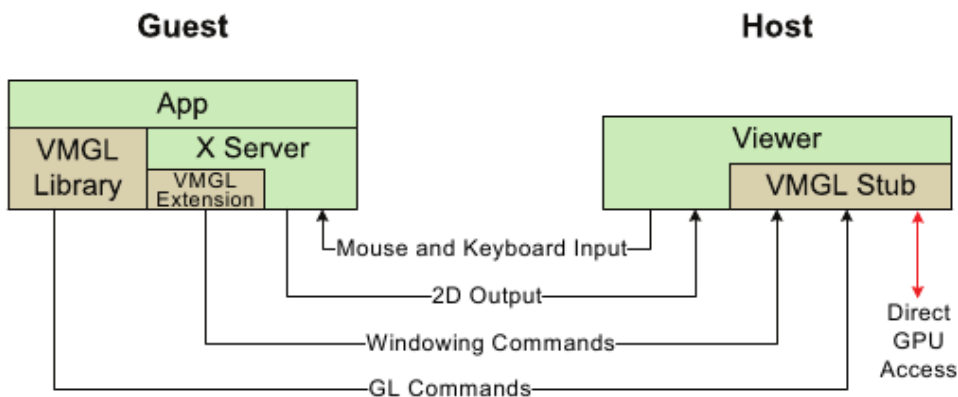 Guest
Host
App
VMGL
Library
X Server
VMGL
Extension
Viewer
VMGL Stub
Mouse and Keyboard Input
2D Output
Windowing Commands
GL Commands
Direct
GPU
Access